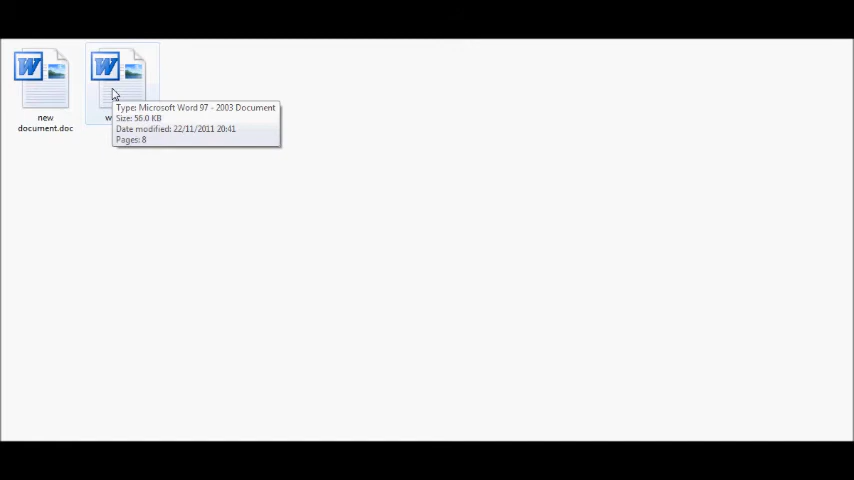 new
document.doc
Type: Microsoft Word 97 - 2003 Document
Size: 56.0 KB
Date modified: 22/11/2011 20:41
Pages: 8